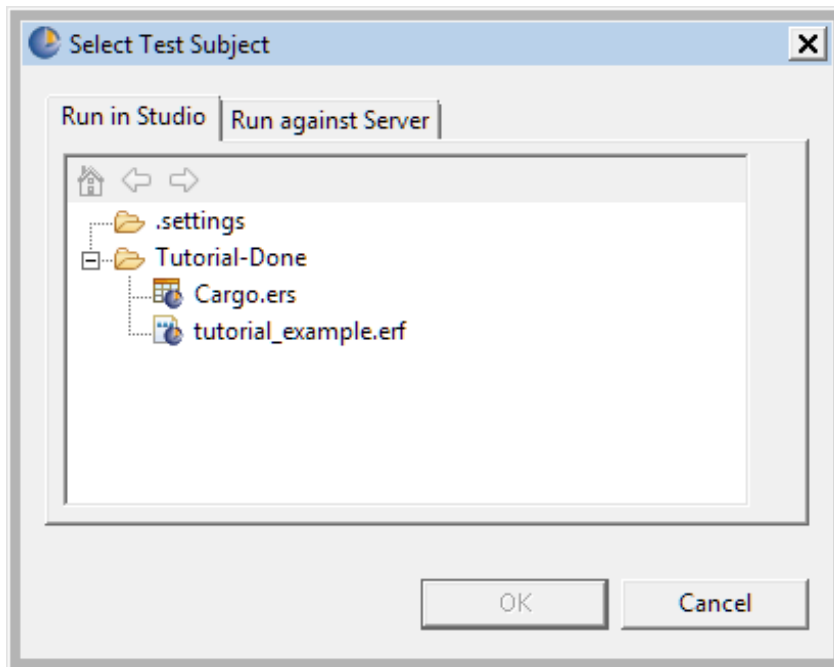 Select Test Subject
Run in Studio Run against Server
.settings
Tutorial-Done
Cargo.ers
tutorial_example.erf
OK Cancel